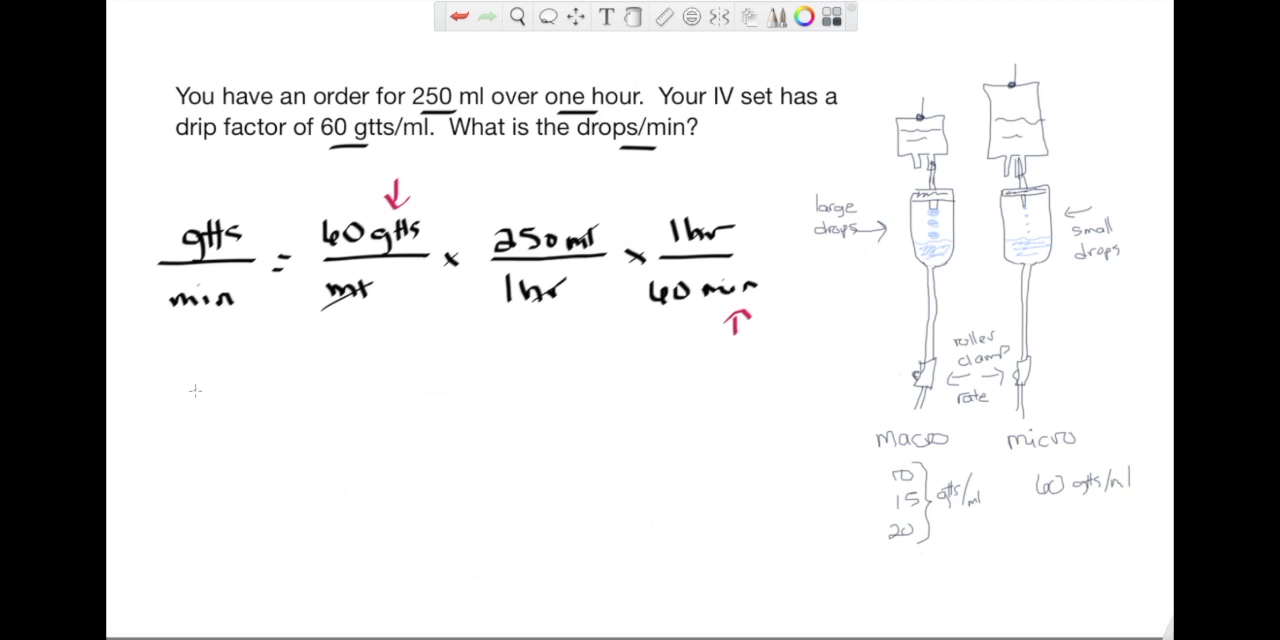 T
You have an order for 250 ml over one hour. Your IV set has a
drip factor of 60 gtts/ml. What is the drops/min?
gtts/min = 60 gtts/ml × 250 ml/1 hr × 1 hr/60 min
large
drops
small
drops
roller
clamp
rate
macro
micro
10
15
20
gtts/ml
60 gtts/ml